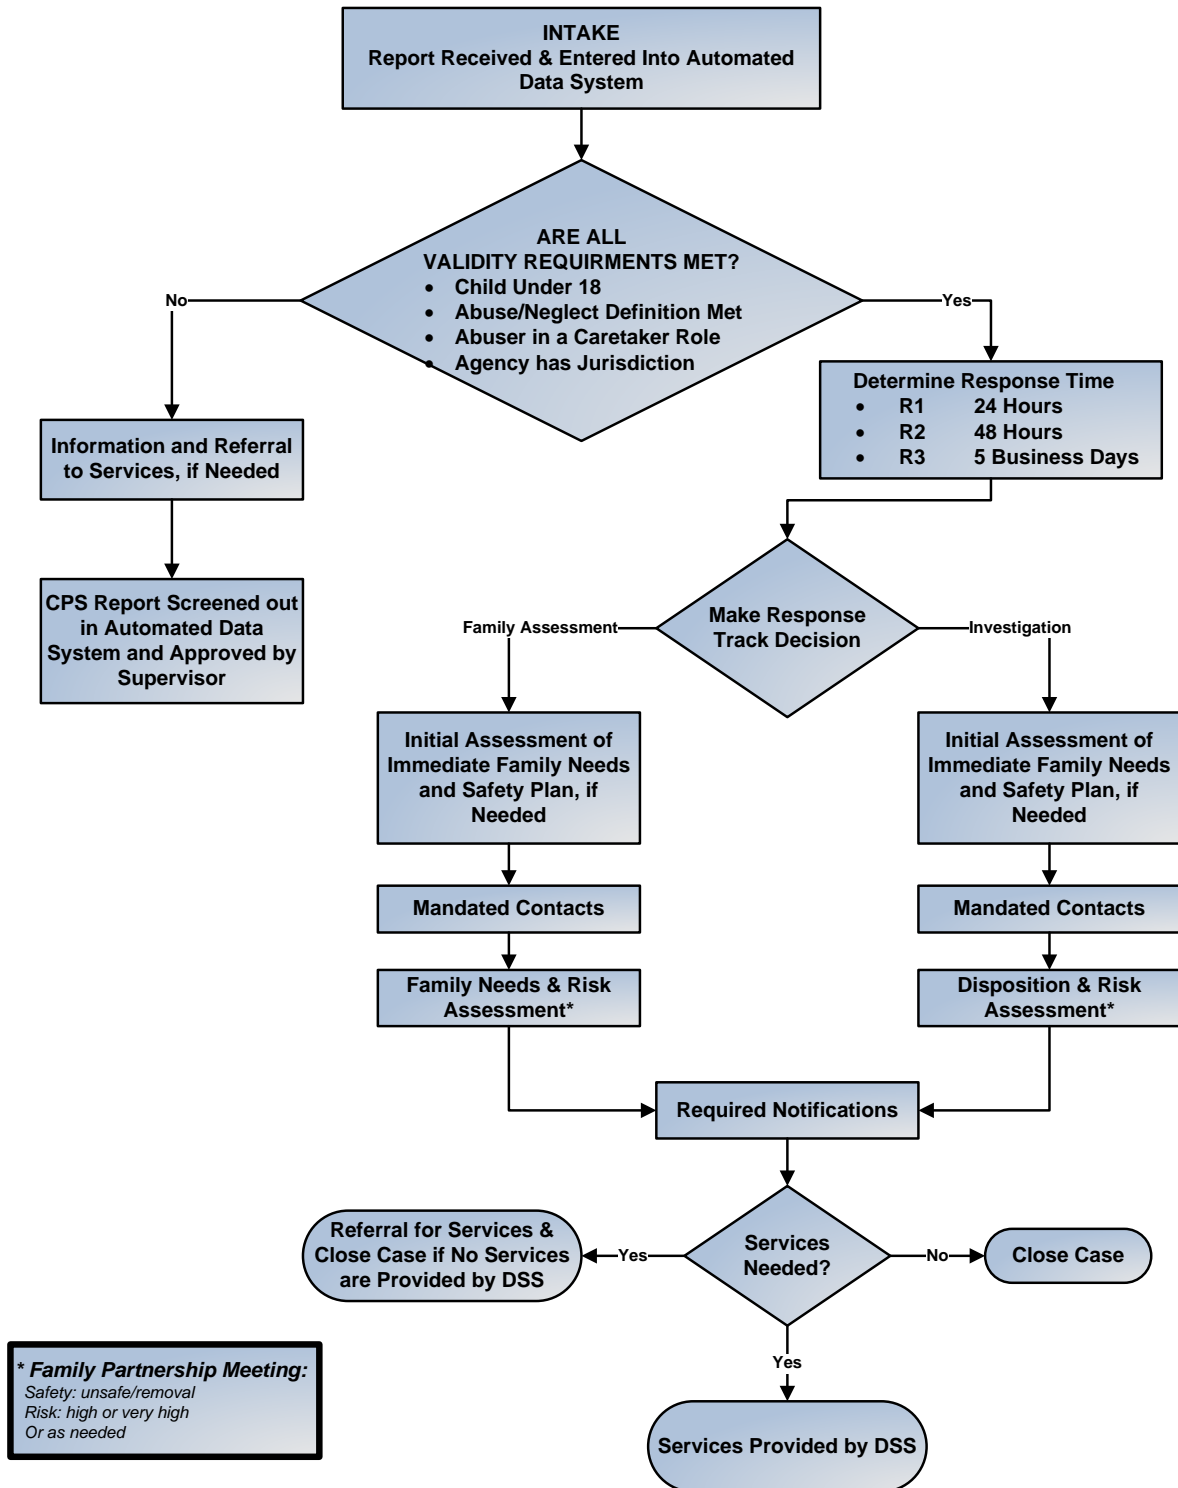 INTAKE
Report Received & Entered Into Automated
Data System
ARE ALL
VALIDITY REQUIRMENTS MET?
• Child Under 18
• Abuse/Neglect Definition Met
• Abuser in a Caretaker Role
• Agency has Jurisdiction
No
Yes
Information and Referral
to Services, if Needed
CPS Report Screened out
in Automated Data
System and Approved by
Supervisor
Determine Response Time
• R1 24 Hours
• R2 48 Hours
• R3 5 Business Days
Make Response
Track Decision
Family Assessment
Investigation
Initial Assessment of
Immediate Family Needs
and Safety Plan, if
Needed
Mandated Contacts
Family Needs & Risk
Assessment*
Initial Assessment of
Immediate Family Needs
and Safety Plan, if
Needed
Mandated Contacts
Disposition & Risk
Assessment*
Required Notifications
Services
Needed?
Yes
Referral for Services &
Close Case if No Services
are Provided by DSS
No
Close Case
Yes
Services Provided by DSS
* Family Partnership Meeting:
Safety: unsafe/removal
Risk: high or very high
Or as needed